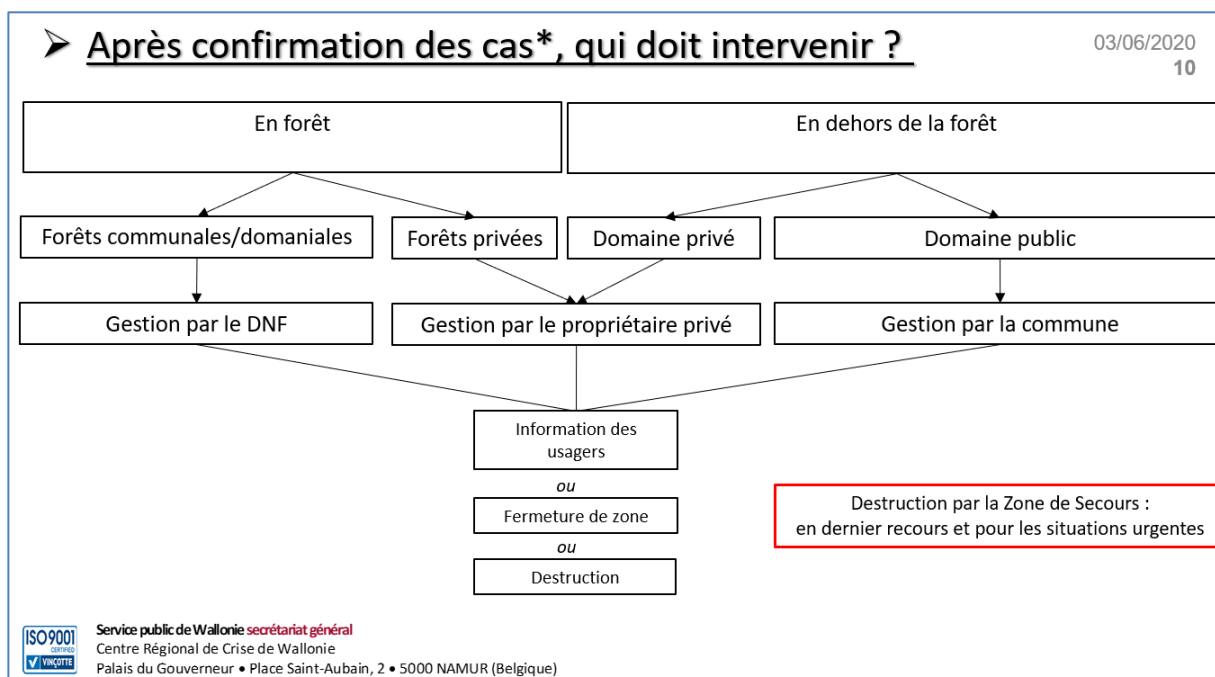 ➤ Après confirmation des cas*, qui doit intervenir ?
03/06/2020
10
En forêt
En dehors de la forêt
Forêts communales/domaniales
Forêts privées
Domaine privé
Domaine public
Gestion par le DNF
Gestion par le propriétaire privé
Gestion par la commune
Information des
usagers
ou
Fermeture de zone
ou
Destruction
Destruction par la Zone de Secours :
en dernier recours et pour les situations urgentes
ISO 9001
CERTIFIED
VINÇOTTE
Service public de Wallonie secrétariat général
Centre Régional de Crise de Wallonie
Palais du Gouverneur • Place Saint-Aubain, 2 • 5000 NAMUR (Belgique)